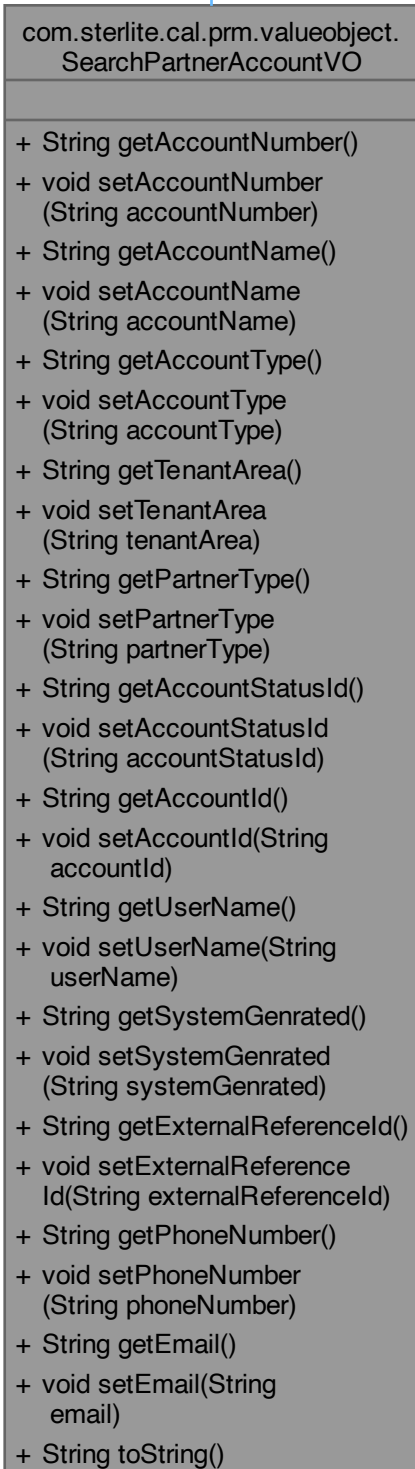 com.sterlite.cal.prm.valueobject.
SearchPartnerAccountVO
+ String getAccountNumber()
+ void setAccountNumber
(String accountNumber)
+ String getAccountName()
+ void setAccountName
(String accountName)
+ String getAccountType()
+ void setAccountType
(String accountType)
+ String getTenantArea()
+ void setTenantArea
(String tenantArea)
+ String getPartnerType()
+ void setPartnerType
(String partnerType)
+ String getAccountStatusId()
+ void setAccountStatusId
(String accountStatusId)
+ String getAccountId()
+ void setAccountId(String
accountId)
+ String getUserName()
+ void setUserName(String
userName)
+ String getSystemGenrated()
+ void setSystemGenrated
(String systemGenrated)
+ String getExternalReferenceId()
+ void setExternalReference
Id(String externalReferenceId)
+ String getPhoneNumber()
+ void setPhoneNumber
(String phoneNumber)
+ String getEmail()
+ void setEmail(String
email)
+ String toString()